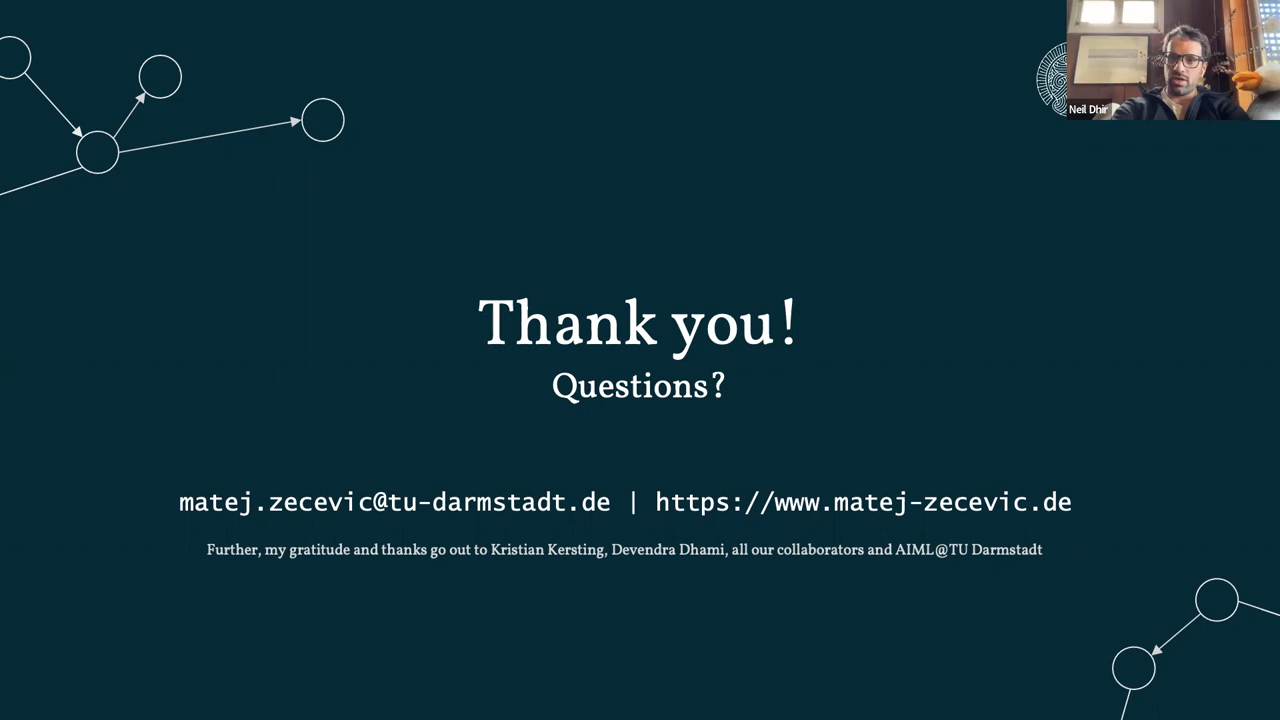 Neil Dhir
Thank you!
Questions?
matej.zecevic@tu-darmstadt.de | https://www.matej-zecevic.de
Further, my gratitude and thanks go out to Kristian Kersting, Devendra Dhami, all our collaborators and AIML@TU Darmstadt